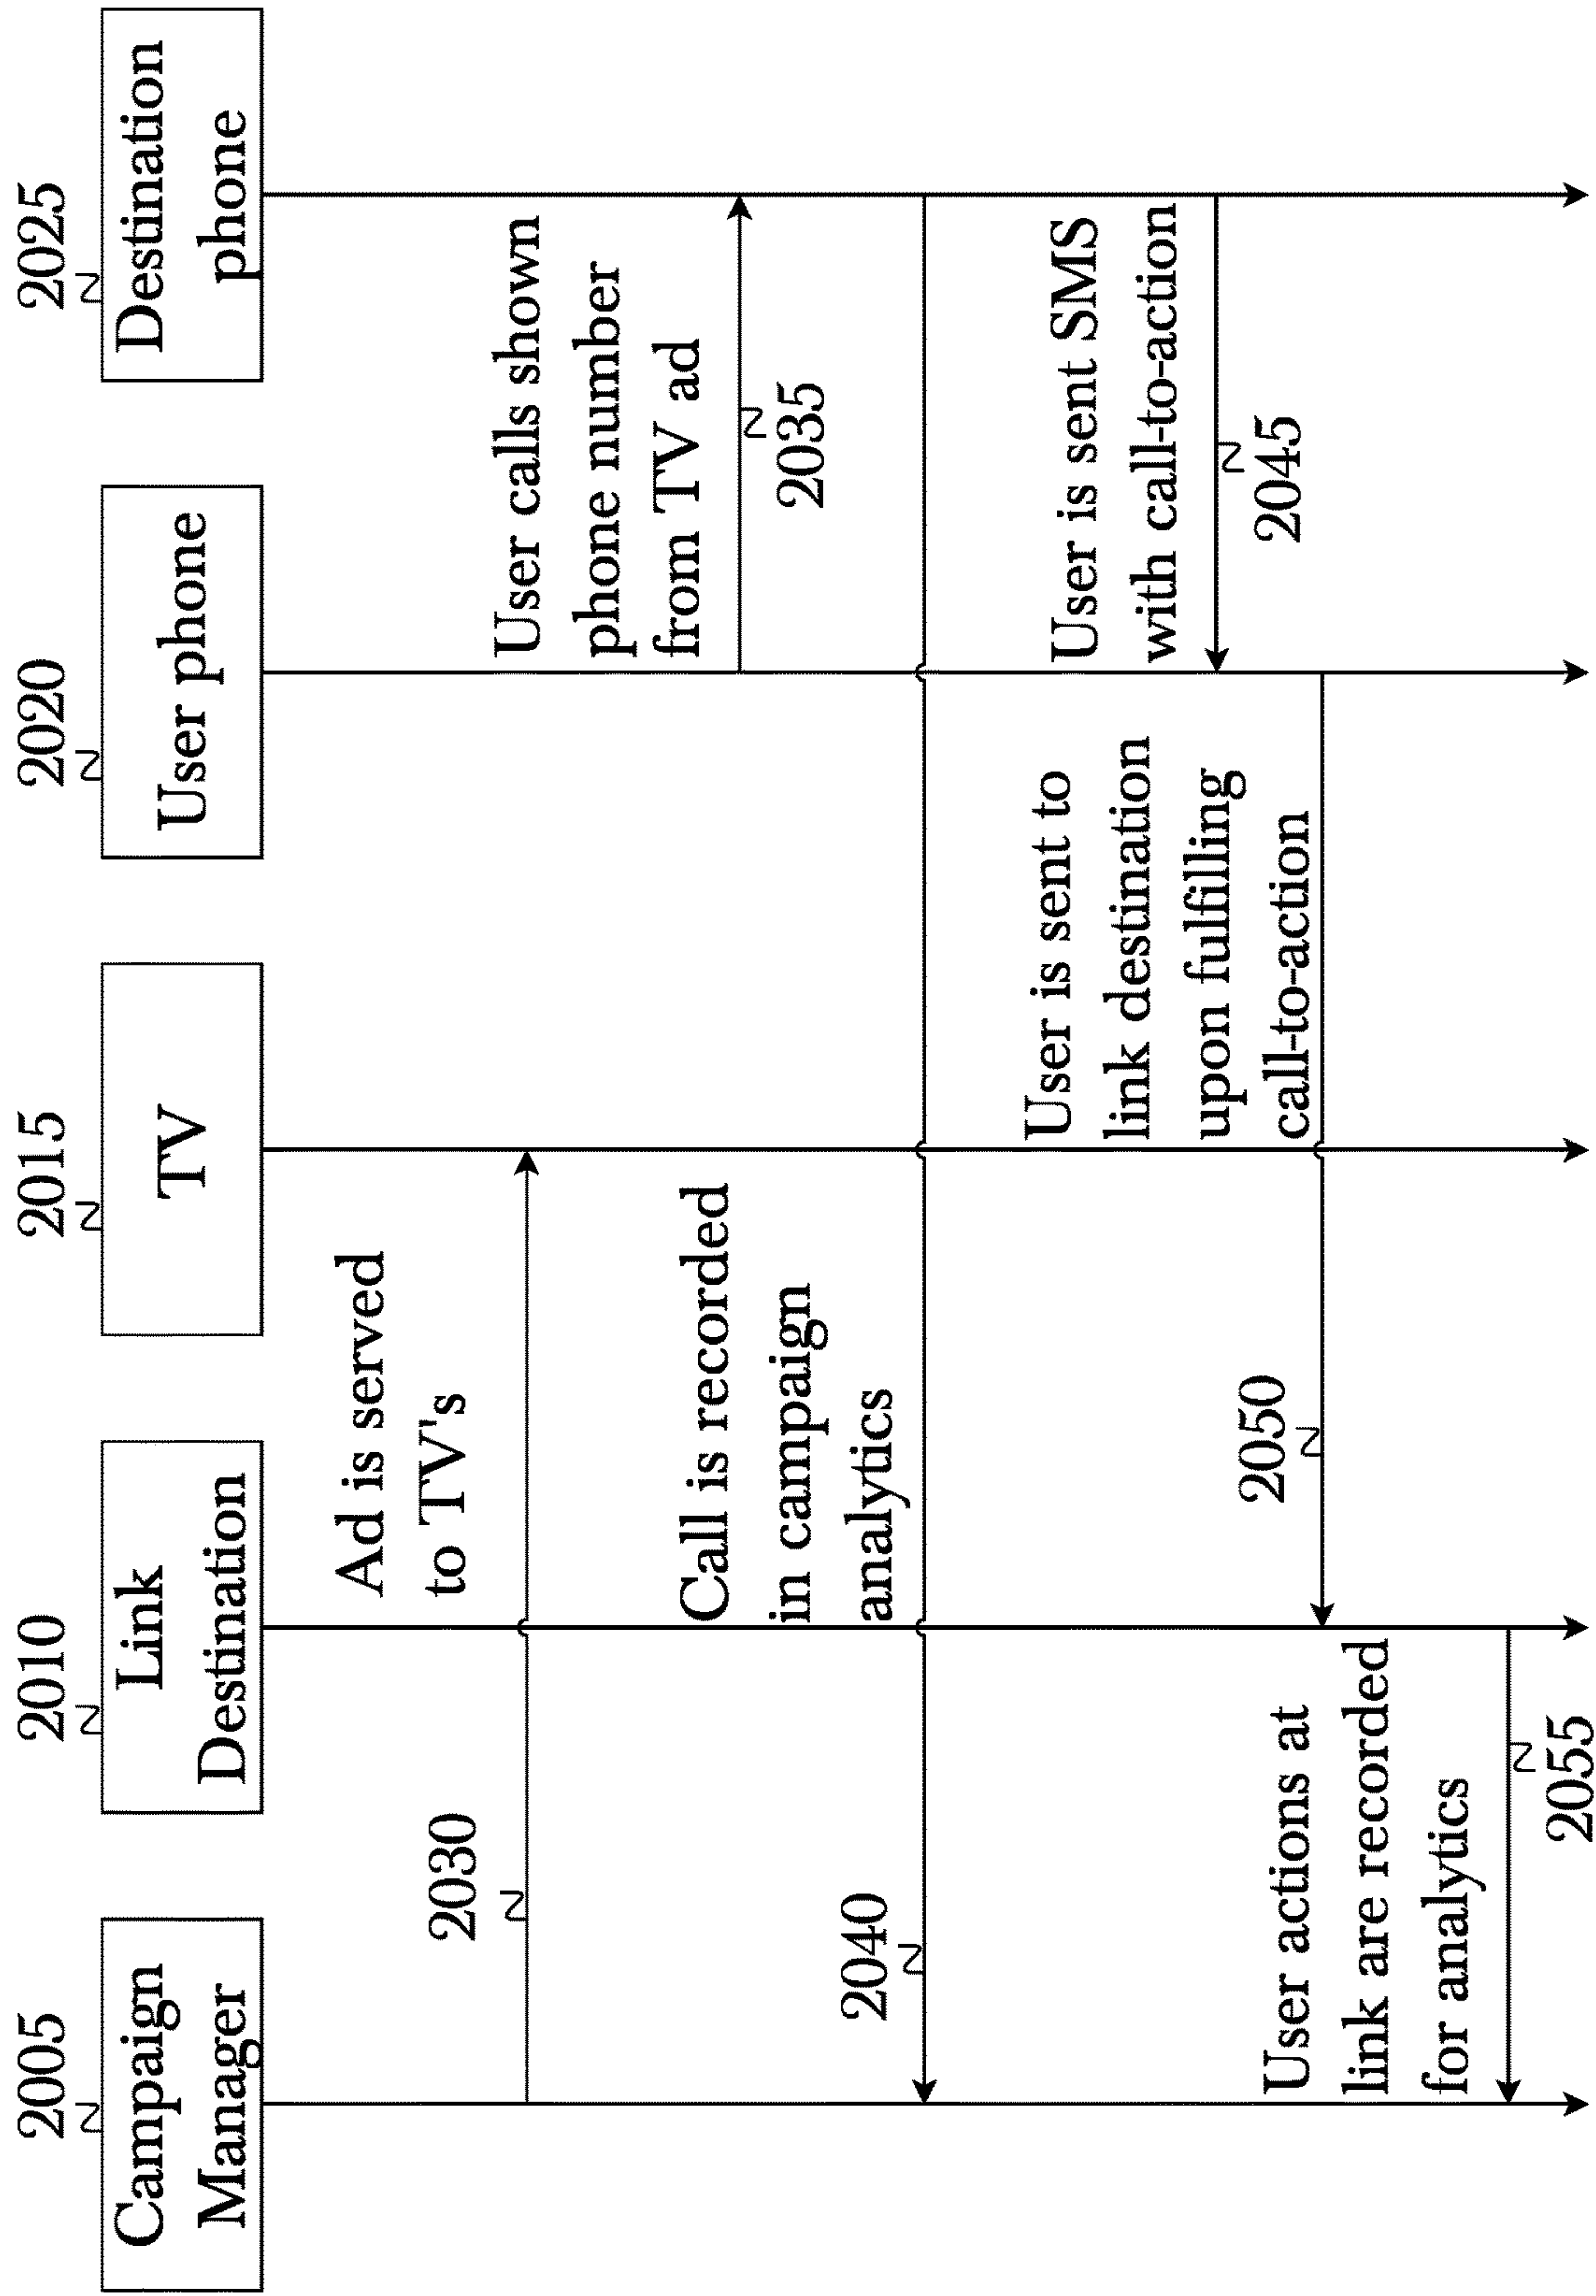 2005
2010
2015
2020
2025
Campaign
Manager
Link
Destination
TV
User phone
Destination
phone
Ad is served
to TV's
2030
User calls shown
phone number
from TV ad
2035
Call is recorded
in campaign
analytics
2040
User is sent SMS
with call-to-action
2045
User is sent to
link destination
upon fulfilling
call-to-action
2050
User actions at
link are recorded
for analytics
2055